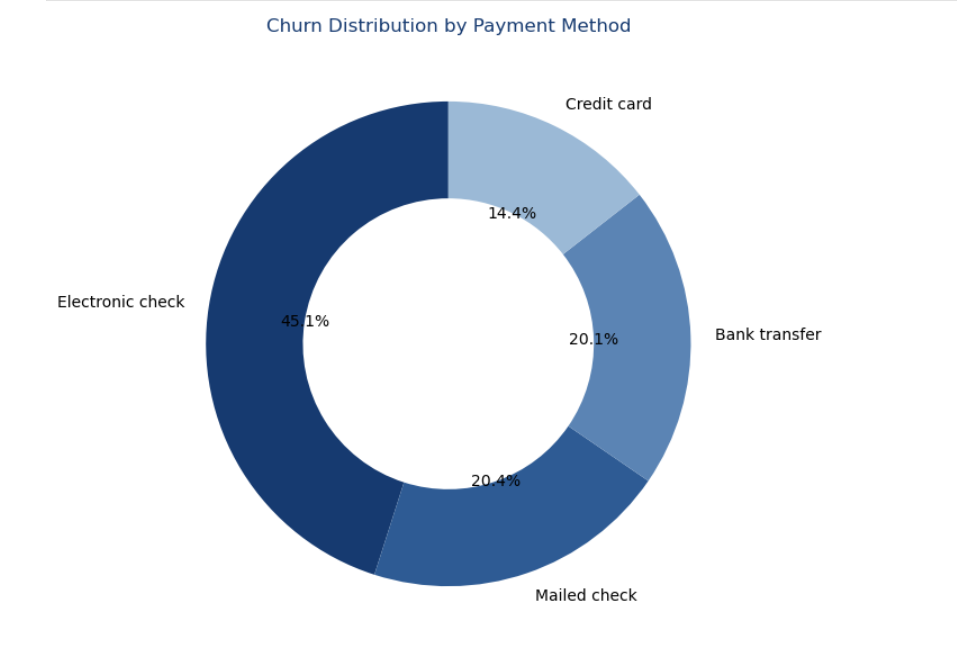 Churn Distribution by Payment Method
Credit card
14.4%
Electronic check
45.1%
Bank transfer
20.1%
20.4%
Mailed check